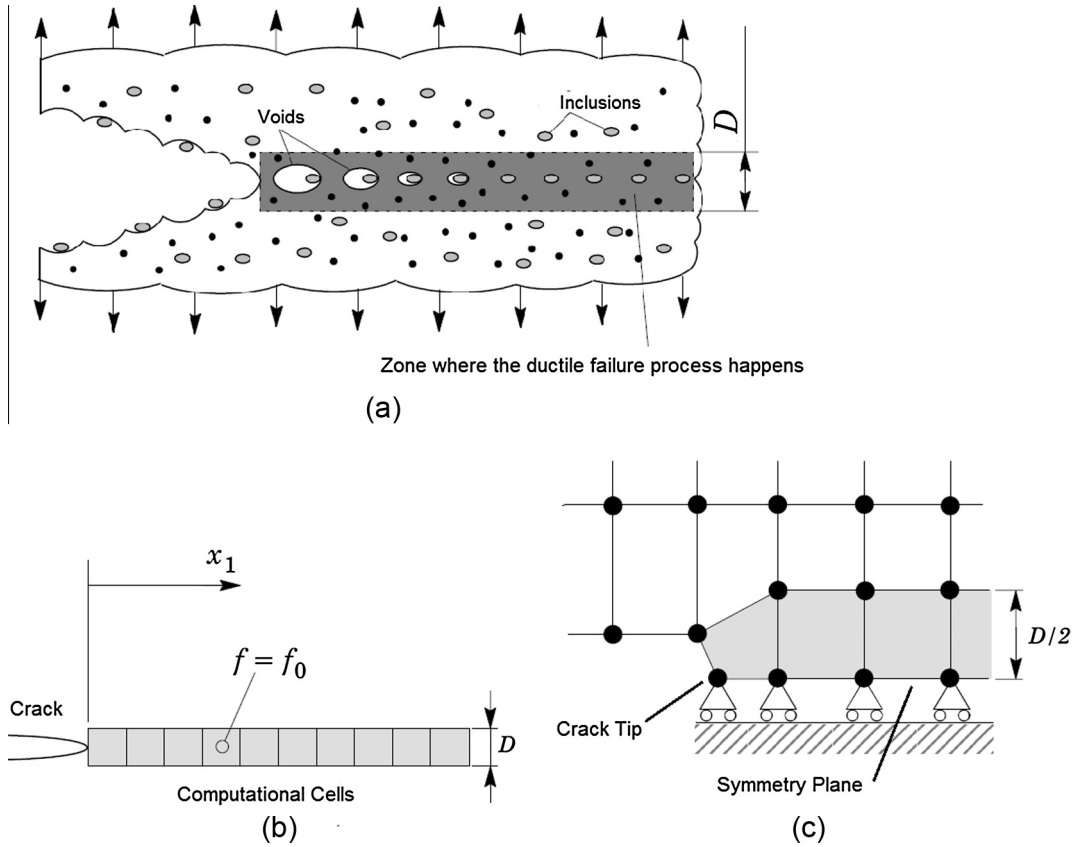 Voids
Inclusions
D
Zone where the ductile failure process happens
(a)
x1
f = f0
Crack
D
Computational Cells
(b)
D/2
Crack Tip
Symmetry Plane
(c)